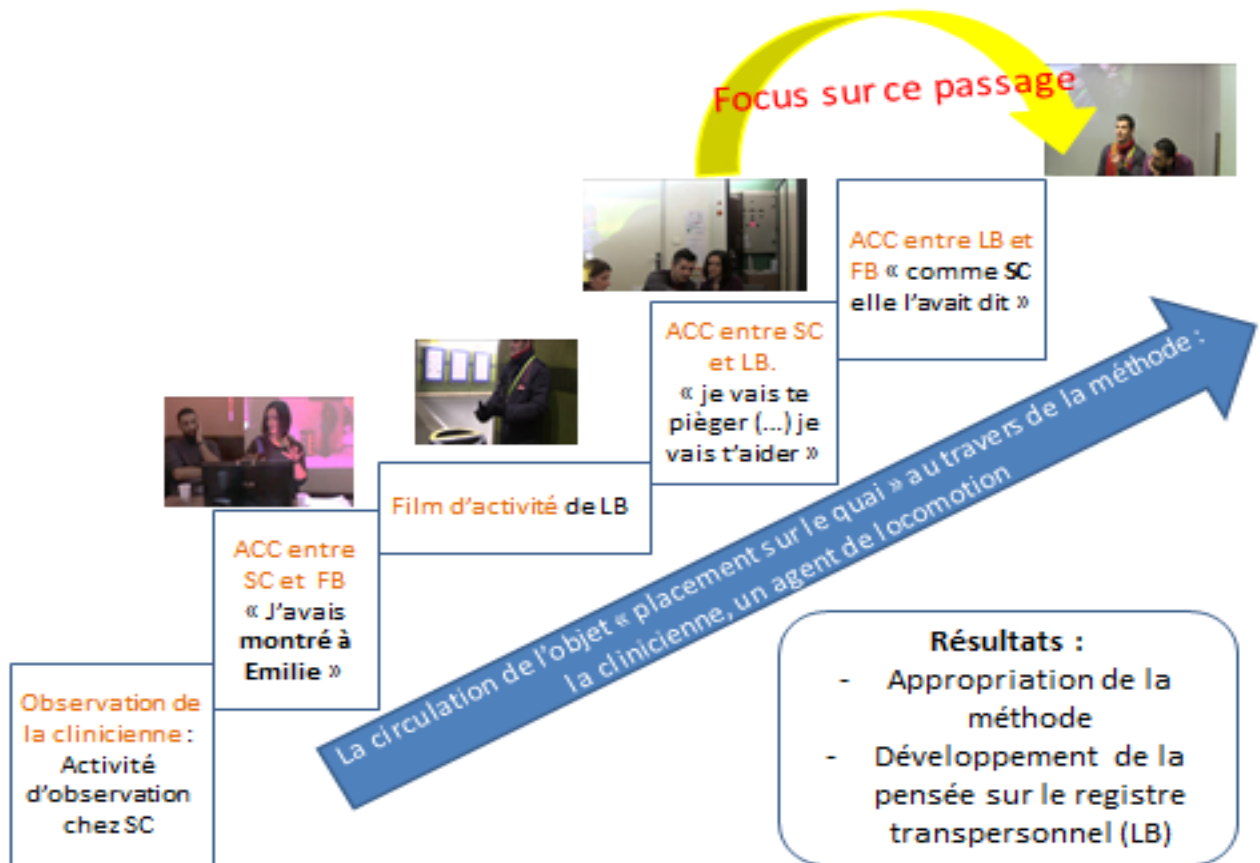 Focus sur ce passage
ACC entre LB et
FB « comme SC
elle l'avait dit »
ACC entre SC
et LB.
« je vais te
pièger (...) je
vais t'aider »
Film d'activité de LB
ACC entre
SC et FB
« J'avais
montré à
Emilie »
Observation de
la clinicienne :
Activité
d'observation
chez SC
La circulation de l'objet « placement sur le quai » au travers de la méthode :
la clinicienne, un agent de locomotion
Résultats :
- Appropriation de la
méthode
- Développement de la
pensée sur le registre
transpersonnel (LB)